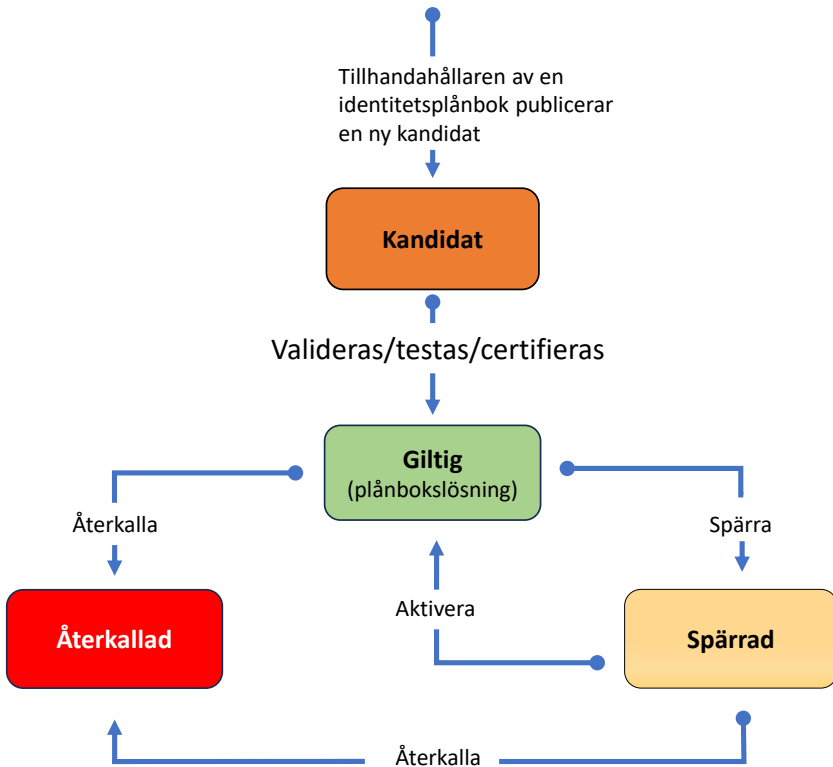 Tillhandahållaren av en
identitetsplånbok publicerar
en ny kandidat
Kandidat
Valideras/testas/certifieras
Giltig
(plånbokslösning)
Återkalla
Spärra
Aktivera
Återkallad
Spärrad
Återkalla